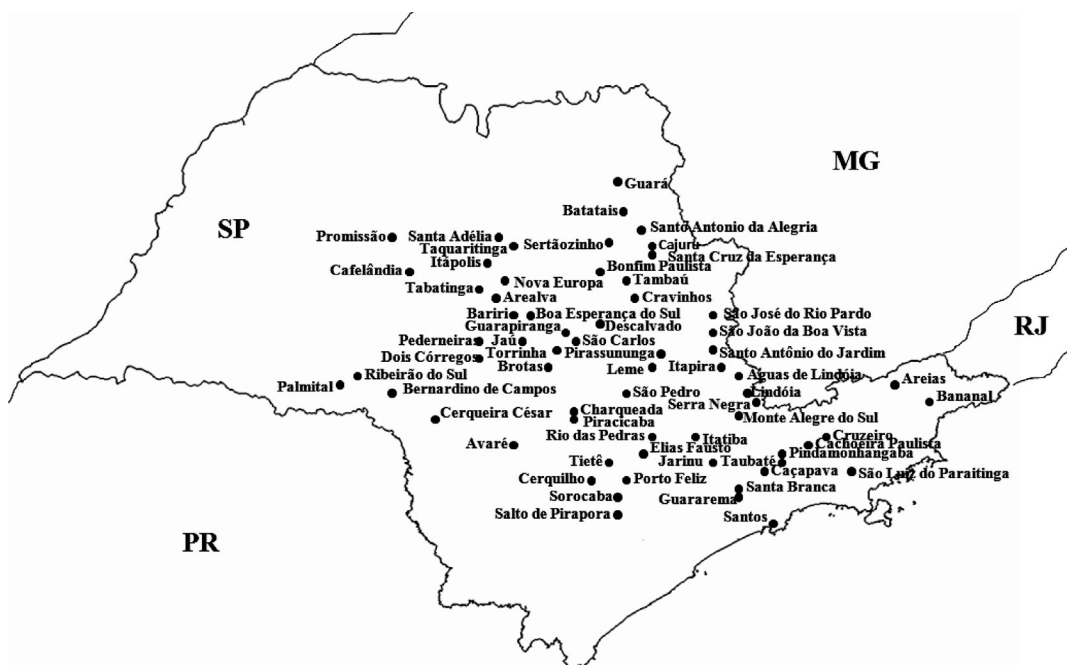 MG
Guará
Batatais
SP
Santo Antonio da Alegria
Promissão
Santa Adélia
Sertãozinho
Cajuru
Taquaritinga
Santa Cruz da Esperança
Itápolis
Cafelândia
Bonfim Paulista
Nova Europa
Tambaú
Tabatinga
Arealva
Cravinhos
Bariri
Boa Esperança do Sul
São José do Rio Pardo
RJ
Guarapiranga
Descalvado
São João da Boa Vista
Pederneiras
Jaú
São Carlos
Torrinha
Pirassununga
Santo Antônio do Jardim
Dois Córregos
Brotas
Leme
Itapira
Ribeirão do Sul
Águas de Lindóia
Palmital
Areias
Bernardino de Campos
São Pedro
Lindóia
Bananal
Serra Negra
Cerqueira César
Charqueada
Piracicaba
Monte Alegre do Sul
Rio das Pedras
Itatiba
Cruzeiro
Avaré
Cachoeira Paulista
Elias Fausto
Pindamonhangaba
Tietê
Jarinu
Taubaté
Caçapava
São Luiz do Paraitinga
Cerquilho
Porto Feliz
Santa Branca
Sorocaba
Guararema
Salto de Pirapora
Santos
PR